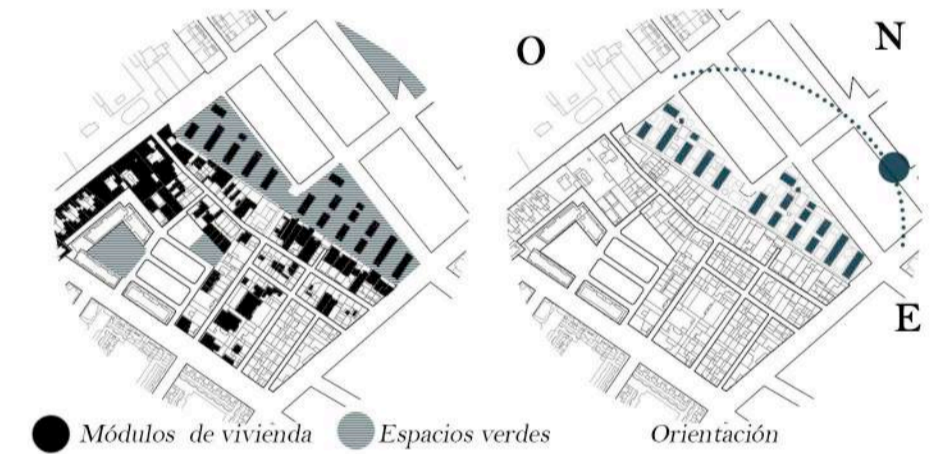 O
N
E
Módulos de vivienda
Espacios verdes
Orientación